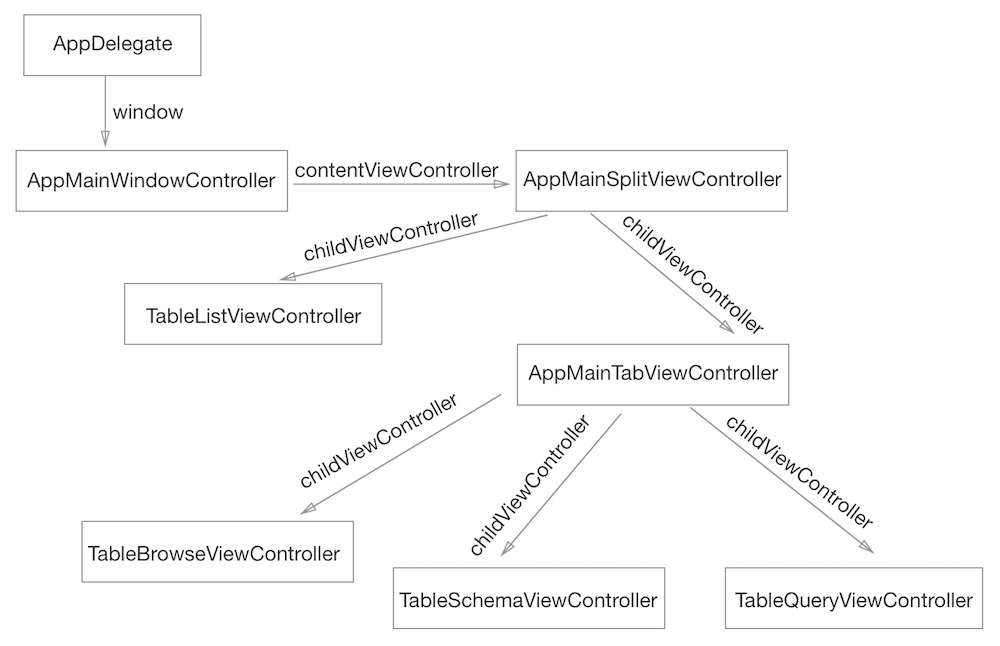 AppDelegate
window
AppMainWindowController
contentViewController
AppMainSplitViewController
childViewController
childViewController
TableListViewController
AppMainTabViewController
childViewController
childViewController
childViewController
TableBrowseViewController
TableSchemaViewController
TableQueryViewController